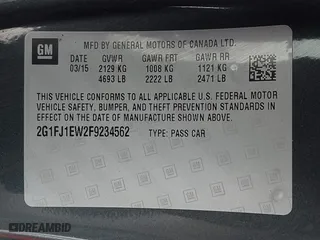 GM
MFD BY GENERAL MOTORS OF CANADA LTD.
DATE GVWR GAWR FRT GAWR RR
03/15 2129 KG 1008 KG 1121 KG
4693 LB 2222 LB 2471 LB
THIS VEHICLE CONFORMS TO ALL APPLICABLE U.S. FEDERAL MOTOR
VEHICLE SAFETY, BUMPER, AND THEFT PREVENTION STANDARDS
IN EFFECT ON THE DATE OF MANUFACTURE SHOWN ABOVE.
2G1FJ1EW2F9234562 TYPE: PASS CAR
DREAMBID